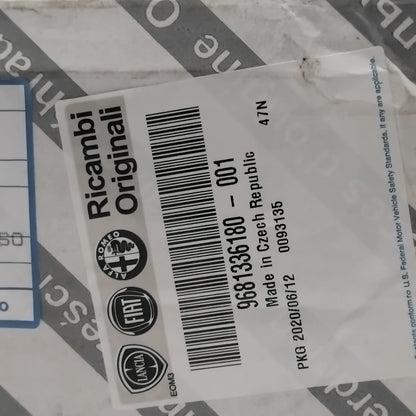 Ricambi
Originali
ALFA ROMEO
FIAT
LANCIA
EOM3
9681336180 - 001
Made in Czech Republic
47N
0093135
PKG 2020/06/12
conform to U.S. Federal Motor Vehicle Safety Standards, if any are applicable.